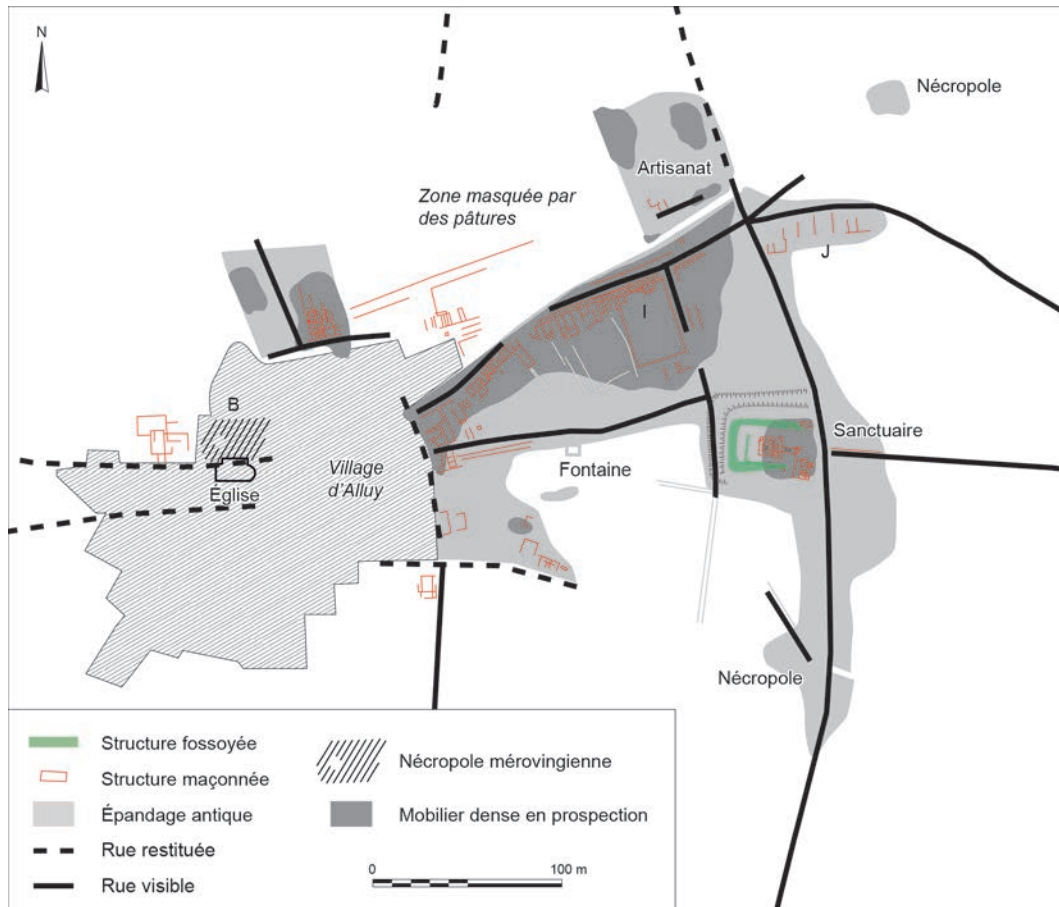 N
Nécropole
Artisanat
Zone masquée par
des pâtures
J
I
B
Sanctuaire
Église
Village
d'Alluy
Fontaine
Nécropole
Structure fossoyée
Structure maçonnée
Épandage antique
Rue restituée
Rue visible
Nécropole mérovingienne
Mobilier dense en prospection
0 100 m